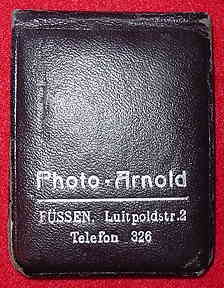 Photo-Arnold
FÜSSEN, Luitpoldstr.2
Telefon 326